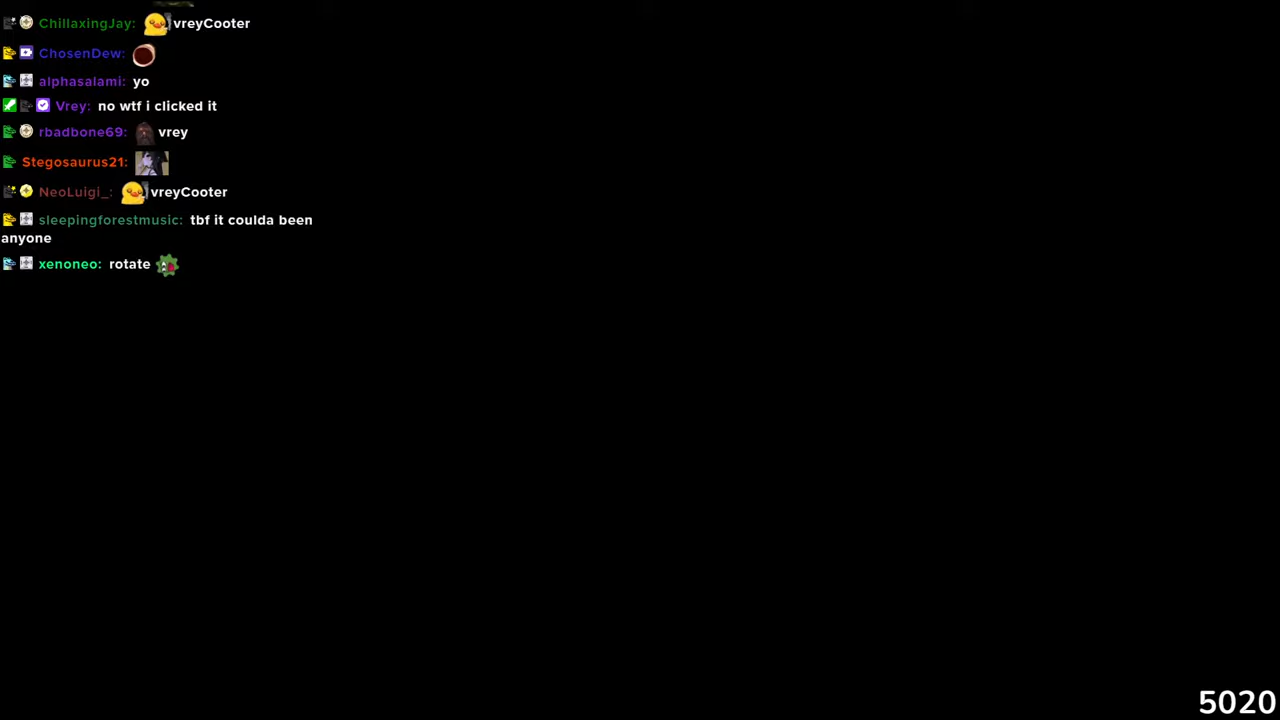 ChillaxingJay: vreyCooter
ChosenDew:
alphasalami: yo
Vrey: no wtf i clicked it
rbadbone69: vrey
Stegosaurus21:
NeoLuigi_: vreyCooter
sleepingforestmusic: tbf it coulda been
anyone
xenoneo: rotate
5020